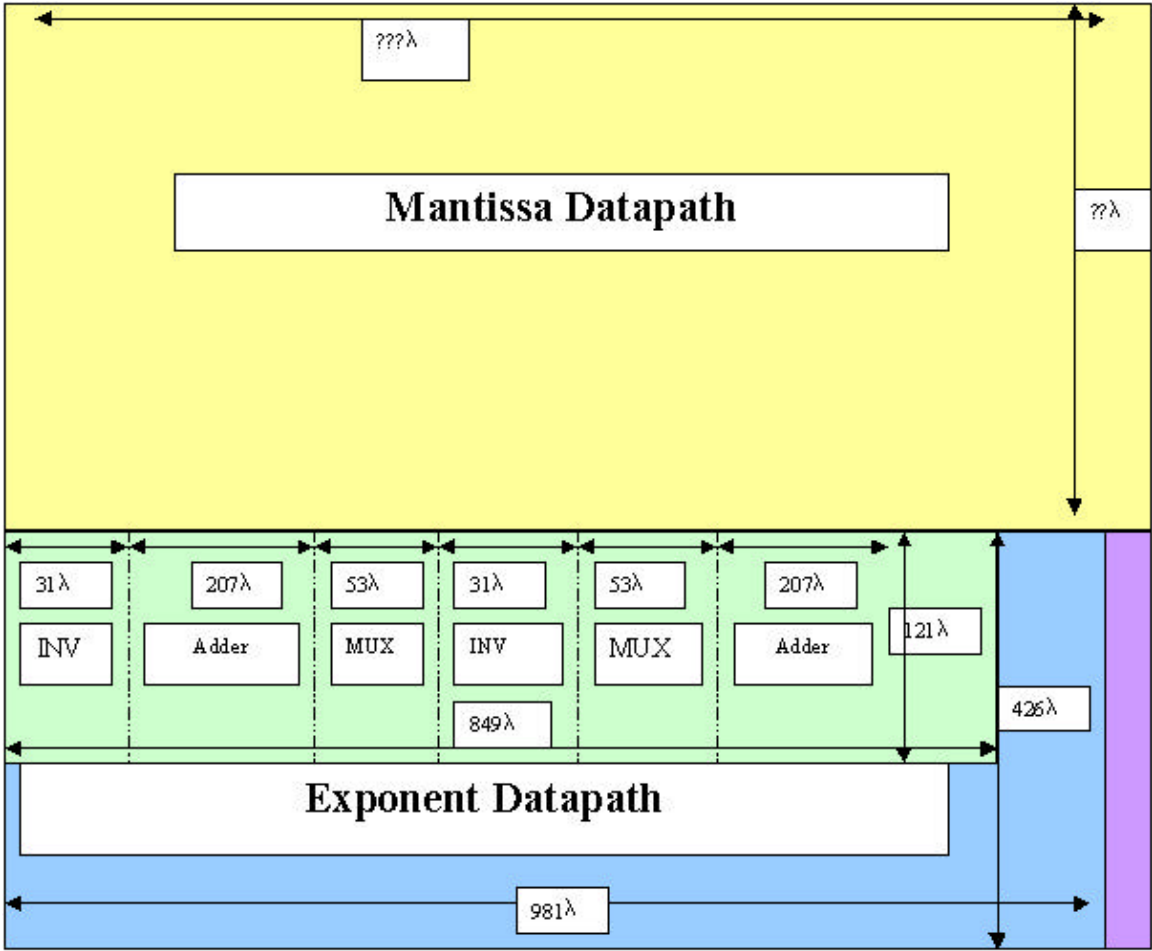 ???λ
Mantissa Datapath
??λ
31λ
207λ
53λ
31λ
53λ
207λ
121λ
INV
Adder
MUX
INV
MUX
Adder
849λ
426λ
Exponent Datapath
981λ